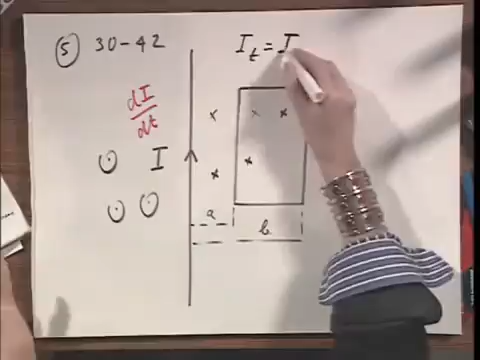 ⑤ 30-42
I_t = I
dI/dt
I
a
b